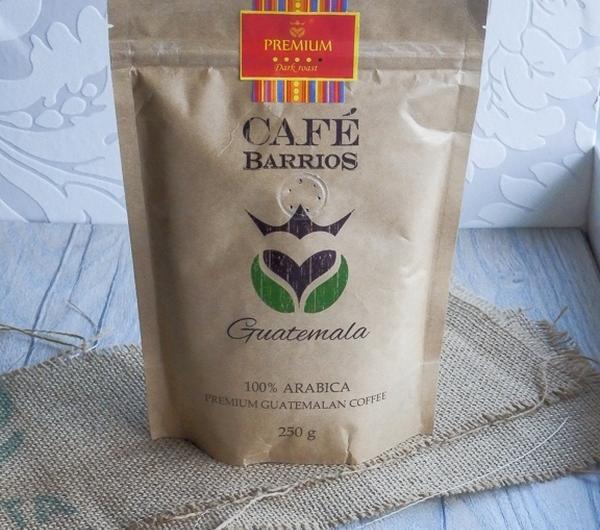 PREMIUM
Dark roast
CAFÉ
BARRIOS
Guatemala
100% ARABICA
PREMIUM GUATEMALAN COFFEE
250 g